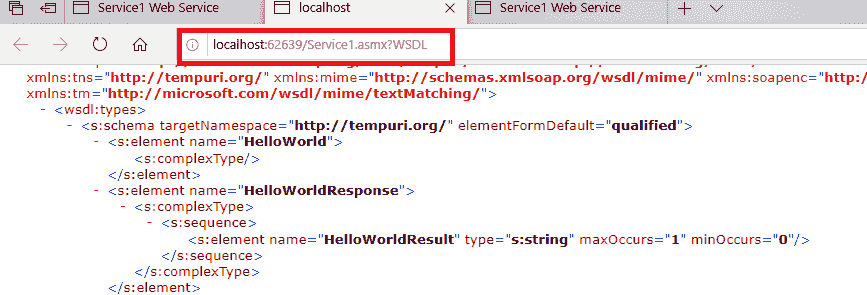 Service1 Web Service
localhost
Service1 Web Service
localhost:62639/Service1.asmx?WSDL
xmlns:tns="http://tempuri.org/" xmlns:mime="http://schemas.xmlsoap.org/wsdl/mime/" xmlns:soapenc="http:/
xmlns:tm="http://microsoft.com/wsdl/mime/textMatching/">
- <wsdl:types>
- <s:schema targetNamespace="http://tempuri.org/" elementFormDefault="qualified">
- <s:element name="HelloWorld">
<s:complexType/>
</s:element>
- <s:element name="HelloWorldResponse">
- <s:complexType>
- <s:sequence>
<s:element name="HelloWorldResult" type="s:string" maxOccurs="1" minOccurs="0"/>
</s:sequence>
</s:complexType>
</s:element>